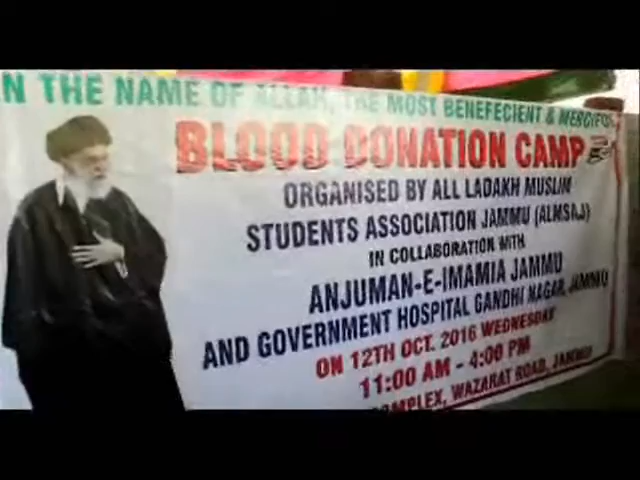 N THE NAME OF ALLAH, THE MOST BENEFECIENT & MERCIFUL
BLOOD DONATION CAMP
ORGANISED BY ALL LADAKH MUSLIM
STUDENTS ASSOCIATION JAMMU (ALMSAJ)
IN COLLABORATION WITH
ANJUMAN-E-IMAMIA JAMMU
AND GOVERNMENT HOSPITAL GANDHI NAGAR, JAMMU
ON 12TH OCT. 2016 WEDNESDAY
11:00 AM - 4:00 PM
COMPLEX, WAZARAT ROAD, JAMMU